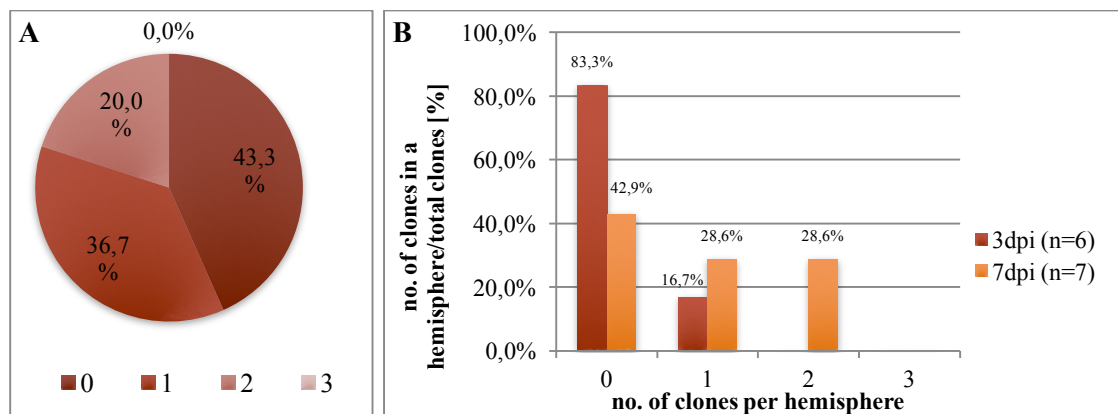 A
0,0%
20,0
%
43,3
%
36,7
%
0 1 2 3
B
no. of clones in a
hemisphere/total clones [%]
100,0%
80,0%
60,0%
40,0%
20,0%
0,0%
83,3%
42,9%
16,7%
28,6%
28,6%
0 1 2 3
no. of clones per hemisphere
3dpi (n=6)
7dpi (n=7)